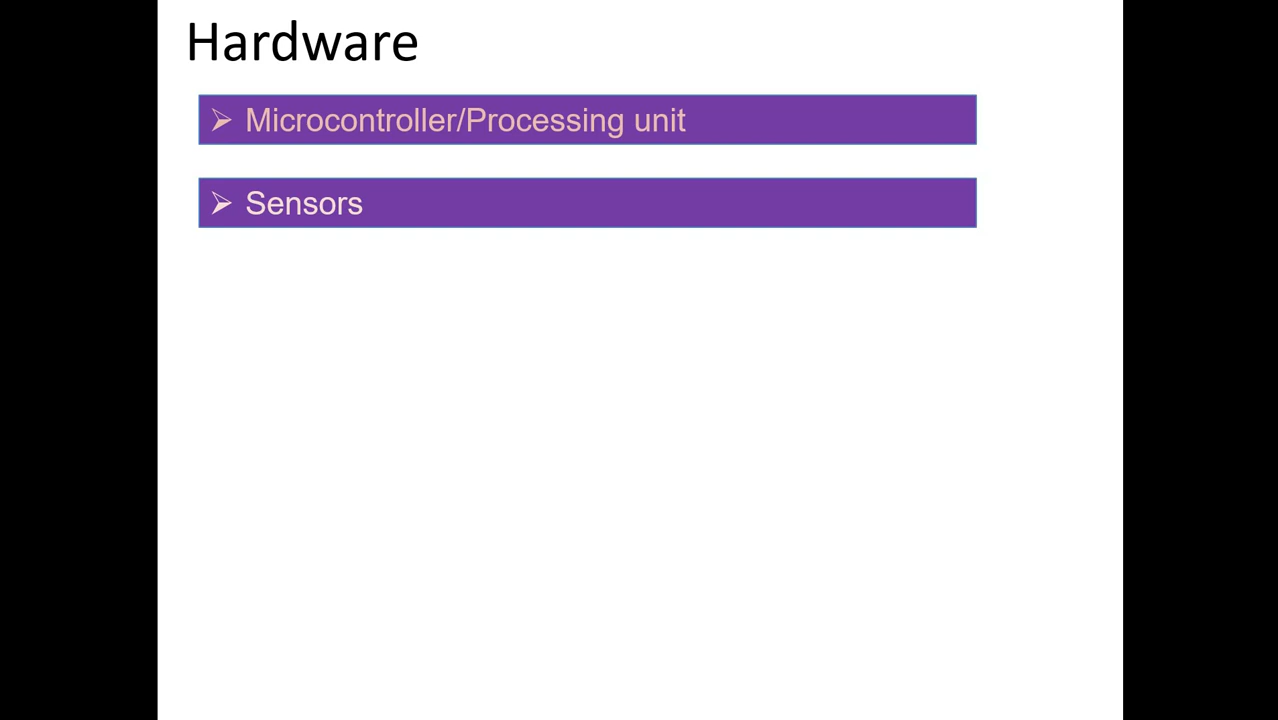 Hardware
➢ Microcontroller/Processing unit
➢ Sensors